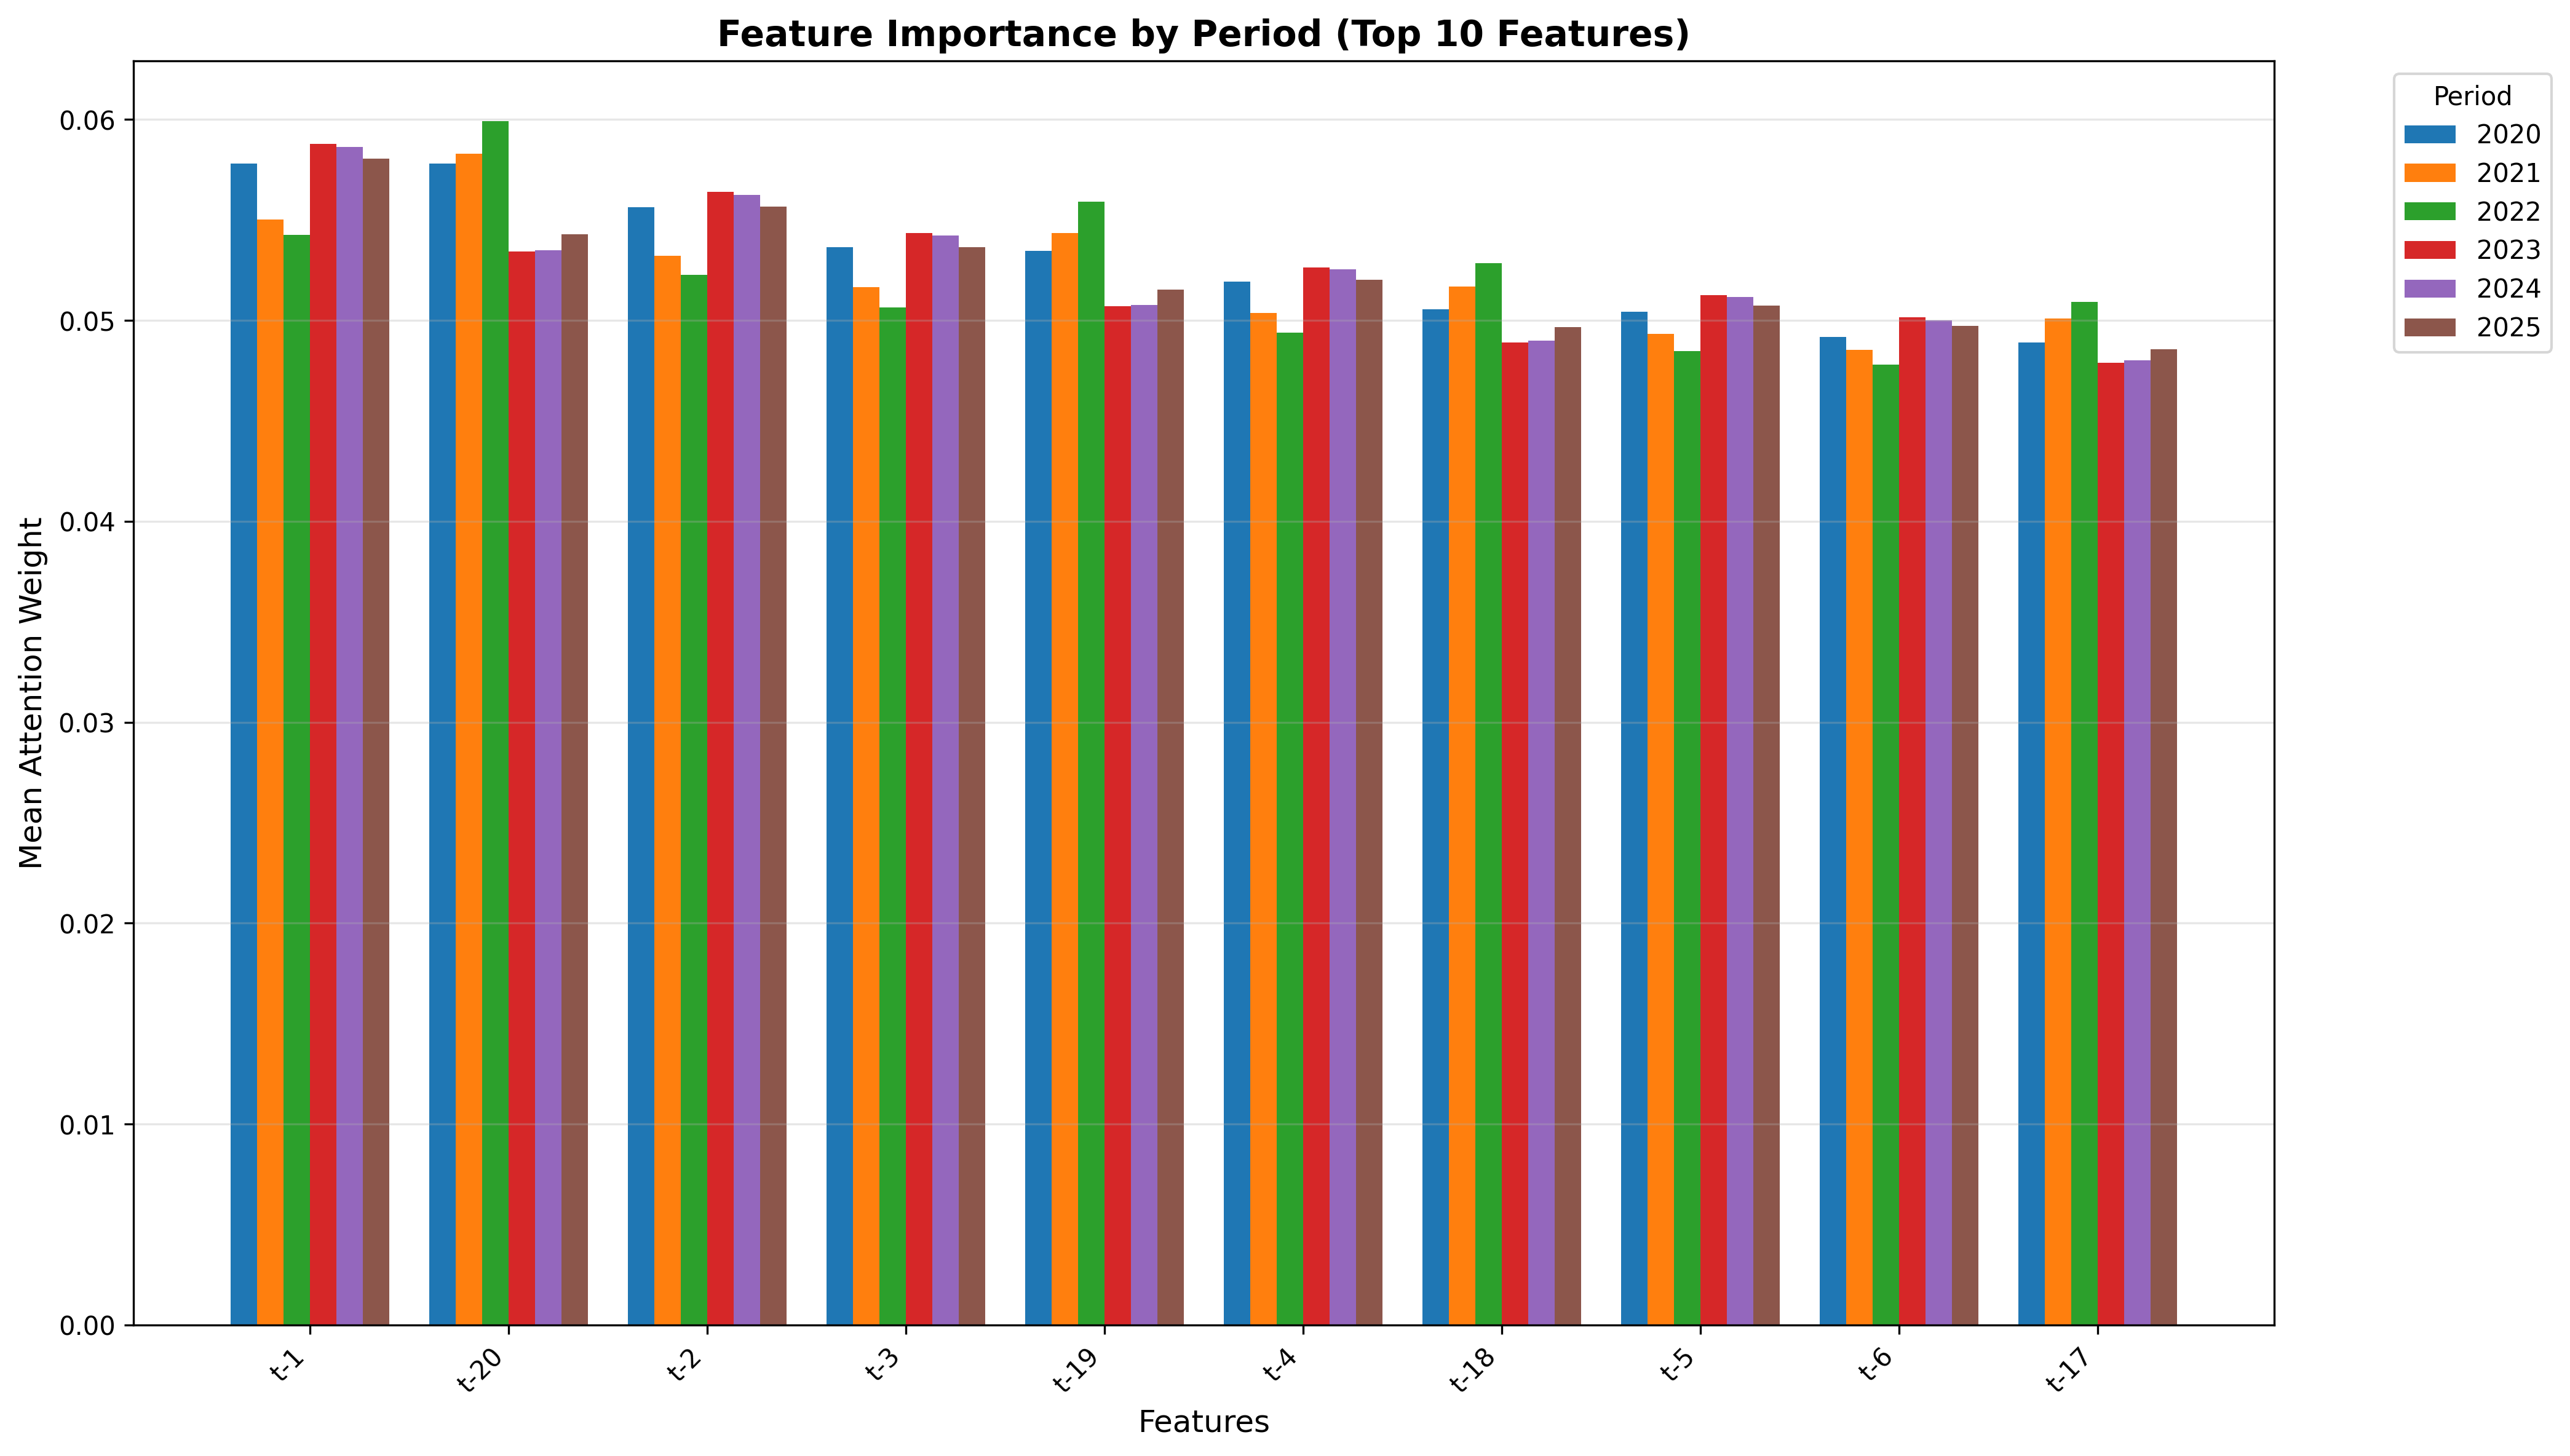 Feature Importance by Period (Top 10 Features)
Period
2020
2021
2022
2023
2024
2025
Mean Attention Weight
0.06
0.05
0.04
0.03
0.02
0.01
0.00
t-1
t-20
t-2
t-3
t-19
t-4
t-18
t-5
t-6
t-17
Features